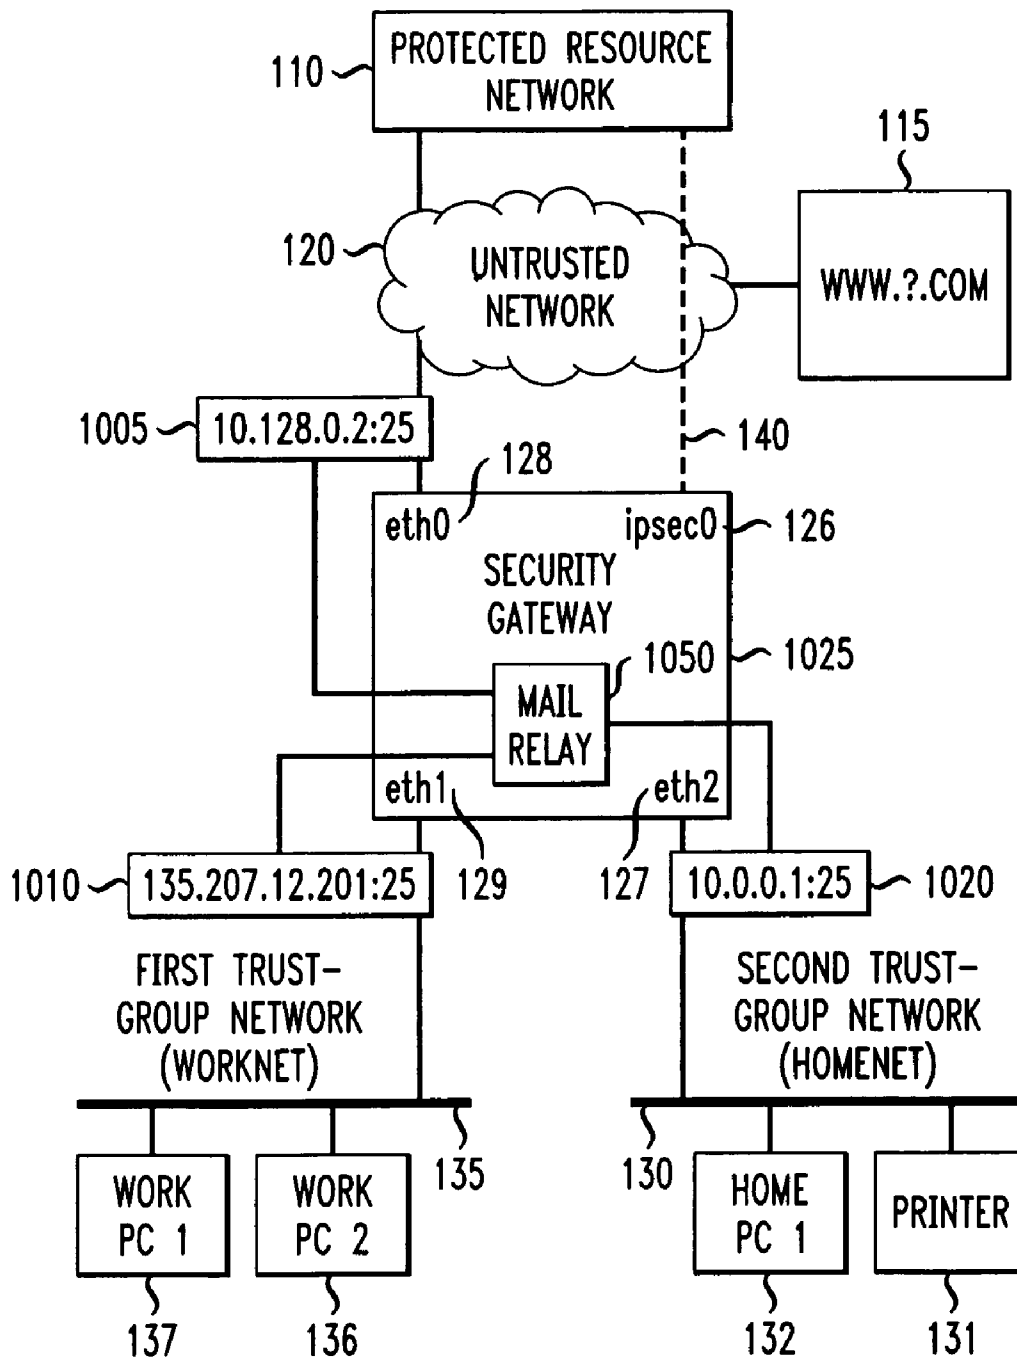 PROTECTED RESOURCE
NETWORK
110
115
WWW.?.COM
120
UNTRUSTED
NETWORK
1005
10.128.0.2:25
140
128
eth0
ipsec0
126
SECURITY
GATEWAY
1025
1050
MAIL
RELAY
eth1
eth2
1010
135.207.12.201:25
129
127
10.0.0.1:25
1020
FIRST TRUST-
GROUP NETWORK
(WORKNET)
SECOND TRUST-
GROUP NETWORK
(HOMENET)
135
130
WORK
PC 1
WORK
PC 2
HOME
PC 1
PRINTER
137
136
132
131